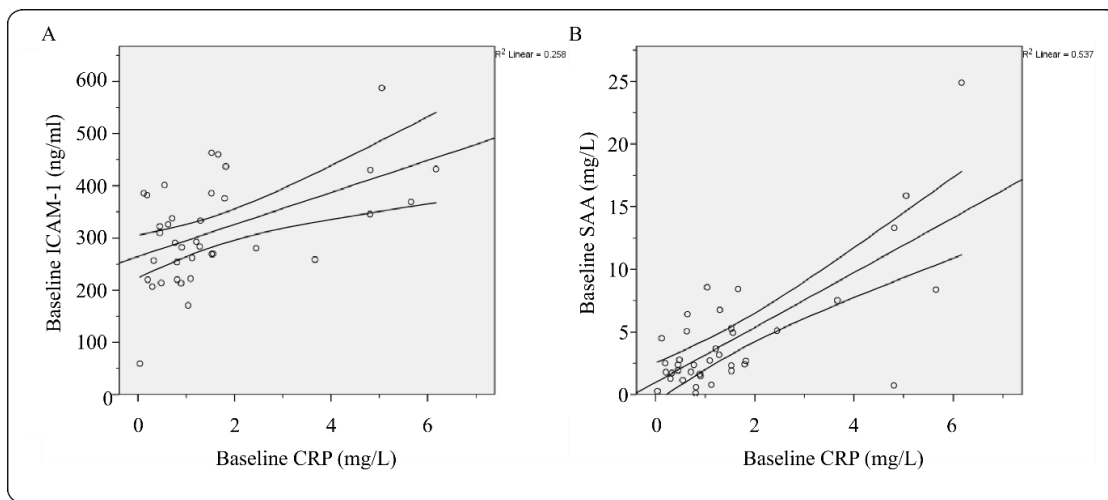 A
R² Linear = 0.258
600
500
400
300
200
100
0
Baseline ICAM-1 (ng/ml)
0 2 4 6
Baseline CRP (mg/L)
B
R² Linear = 0.537
25
20
15
10
5
0
Baseline SAA (mg/L)
0 2 4 6
Baseline CRP (mg/L)